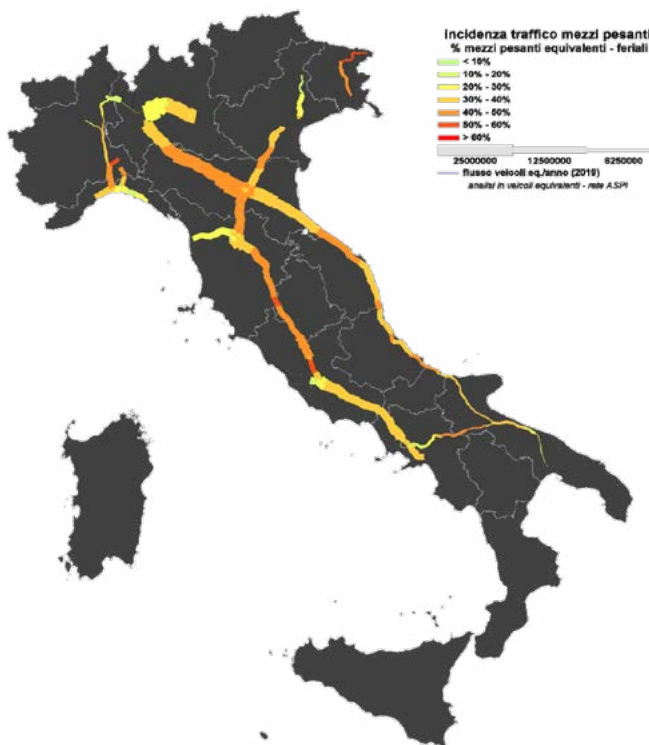 Incidenza traffico mezzi pesanti
% mezzi pesanti equivalenti - feriali
< 10%
10% - 20%
20% - 30%
30% - 40%
40% - 50%
50% - 60%
> 60%
25000000 12500000 6250000
flusso veicoli eq./anno (2019)
analisi in veicoli equivalenti - rete ASPI